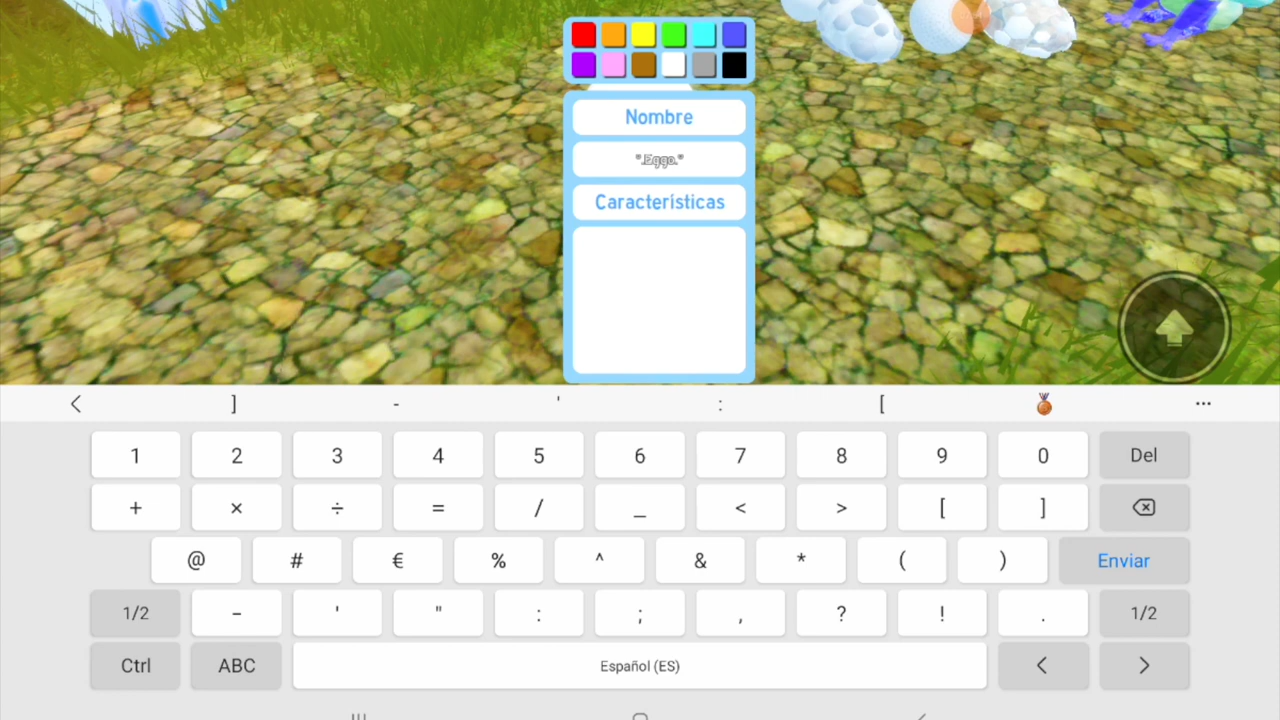 Nombre
".Eggo."
Características
] - ' : [ ...
1 2 3 4 5 6 7 8 9 0 Del
+ × ÷ = / _ < > [ ]
@ # € % ^ & * ( ) Enviar
1/2 - ' " : ; , ? ! . 1/2
Ctrl ABC Español (ES) < >